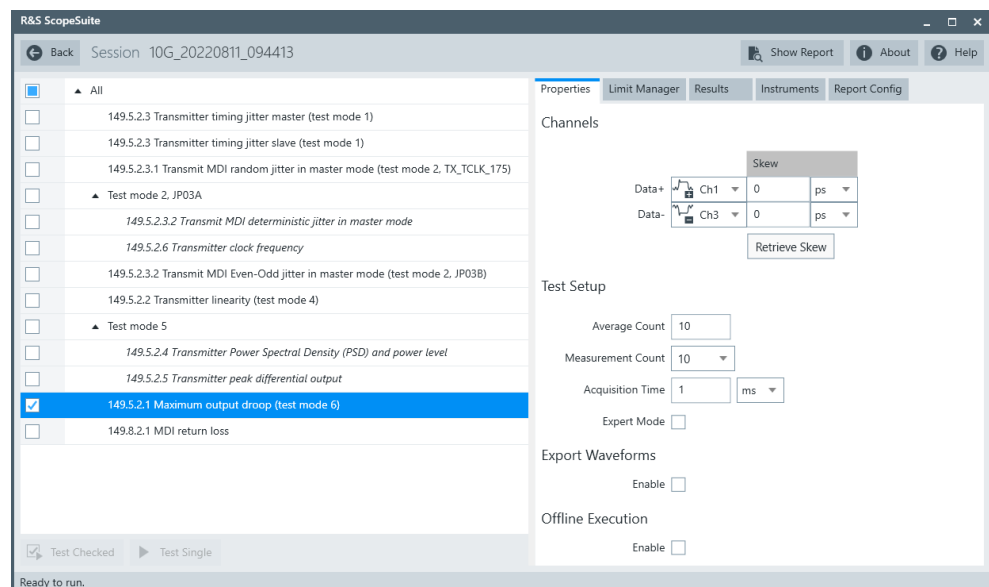 R&S ScopeSuite
Back Session 10G_20220811_094413 Show Report About Help
All
149.5.2.3 Transmitter timing jitter master (test mode 1)
149.5.2.3 Transmitter timing jitter slave (test mode 1)
149.5.2.3.1 Transmit MDI random jitter in master mode (test mode 2, TX_TCLK_175)
Test mode 2, JP03A
149.5.2.3.2 Transmit MDI deterministic jitter in master mode
149.5.2.6 Transmitter clock frequency
149.5.2.3.2 Transmit MDI Even-Odd jitter in master mode (test mode 2, JP03B)
149.5.2.2 Transmitter linearity (test mode 4)
Test mode 5
149.5.2.4 Transmitter Power Spectral Density (PSD) and power level
149.5.2.5 Transmitter peak differential output
149.5.2.1 Maximum output droop (test mode 6)
149.8.2.1 MDI return loss
Test Checked Test Single
Properties Limit Manager Results Instruments Report Config
Channels
Skew
Data+ Ch1 0 ps
Data- Ch3 0 ps
Retrieve Skew
Test Setup
Average Count 10
Measurement Count 10
Acquisition Time 1 ms
Expert Mode
Export Waveforms
Enable
Offline Execution
Enable
Ready to run.